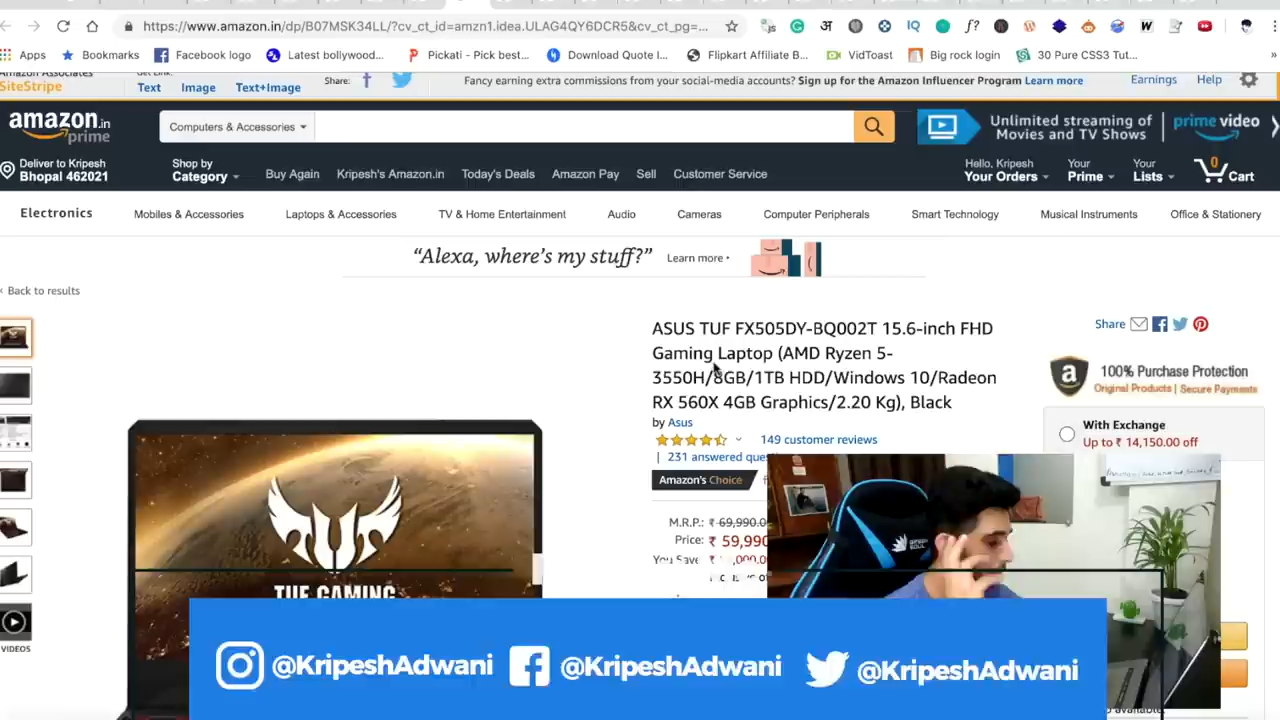 https://www.amazon.in/dp/B07MSK34LL/?cv_ct_id=amzn1.idea.ULAG4QY6DCR5&cv_ct_pg=...
Apps Bookmarks Facebook logo Latest bollywood... Pickati - Pick best... Download Quote I... Flipkart Affiliate B... VidToast Big rock login 30 Pure CSS3 Tut... »
Amazon Associates
SiteStripe
Get Link:
Text Image Text+Image
Share:
Fancy earning extra commissions from your social-media accounts? Sign up for the Amazon Influencer Program Learn more
Earnings Help
amazon.in
prime
Computers & Accessories
Unlimited streaming of
Movies and TV Shows
prime video
Deliver to Kripesh
Bhopal 462021
Shop by
Category
Buy Again Kripesh's Amazon.in Today's Deals Amazon Pay Sell Customer Service
Hello, Kripesh
Your Orders
Your
Prime
Your
Lists
0
Cart
Electronics Mobiles & Accessories Laptops & Accessories TV & Home Entertainment Audio Cameras Computer Peripherals Smart Technology Musical Instruments Office & Stationery
“Alexa, where's my stuff?” Learn more
‹ Back to results
ASUS TUF FX505DY-BQ002T 15.6-inch FHD
Gaming Laptop (AMD Ryzen 5-
3550H/8GB/1TB HDD/Windows 10/Radeon
RX 560X 4GB Graphics/2.20 Kg), Black
by Asus
149 customer reviews
| 231 answered
Amazon's Choice
M.R.P.: ₹ 69,990.0
Price: ₹ 59,990
You Save:
Share
100% Purchase Protection
Original Products | Secure Payments
With Exchange
Up to ₹ 14,150.00 off
TUF GAMING
VIDEOS
@KripeshAdwani @KripeshAdwani @KripeshAdwani